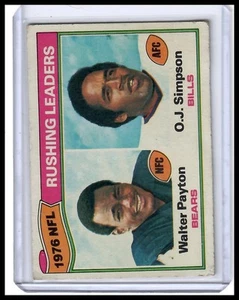 1976 NFL
RUSHING LEADERS
NFC
Walter Payton
BEARS
AFC
O.J. Simpson
BILLS